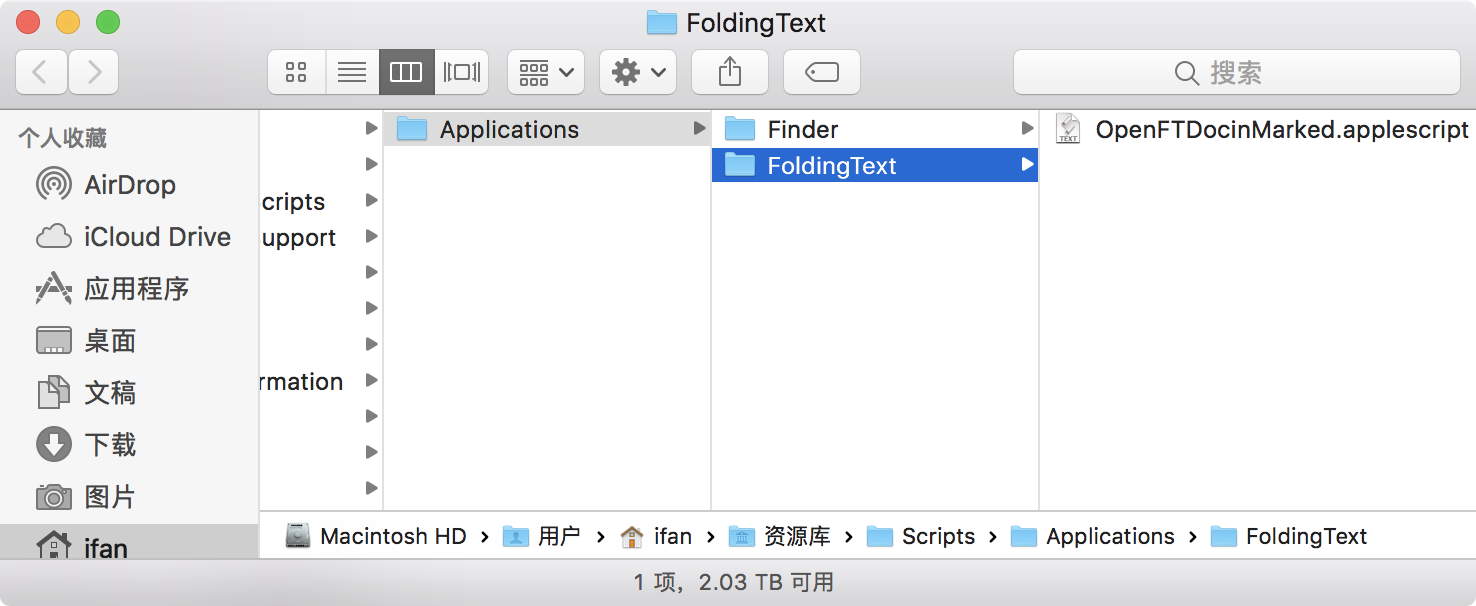 FoldingText
搜索
个人收藏
AirDrop
iCloud Drive
应用程序
桌面
文稿
下载
图片
ifan
cripts
upport
rmation
Applications
Finder
FoldingText
TEXT
OpenFTDocinMarked.applescript
Macintosh HD › 用户 › ifan › 资源库 › Scripts › Applications › FoldingText
1 项，2.03 TB 可用